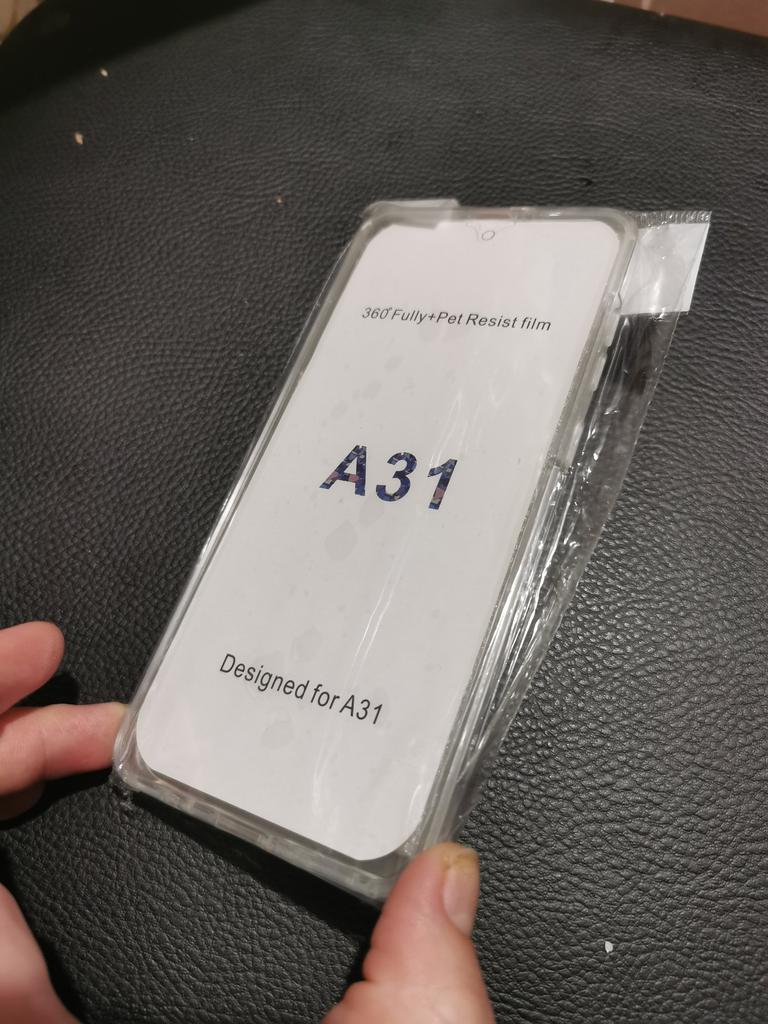 360°Fully+Pet Resist film
A31
Designed for A31